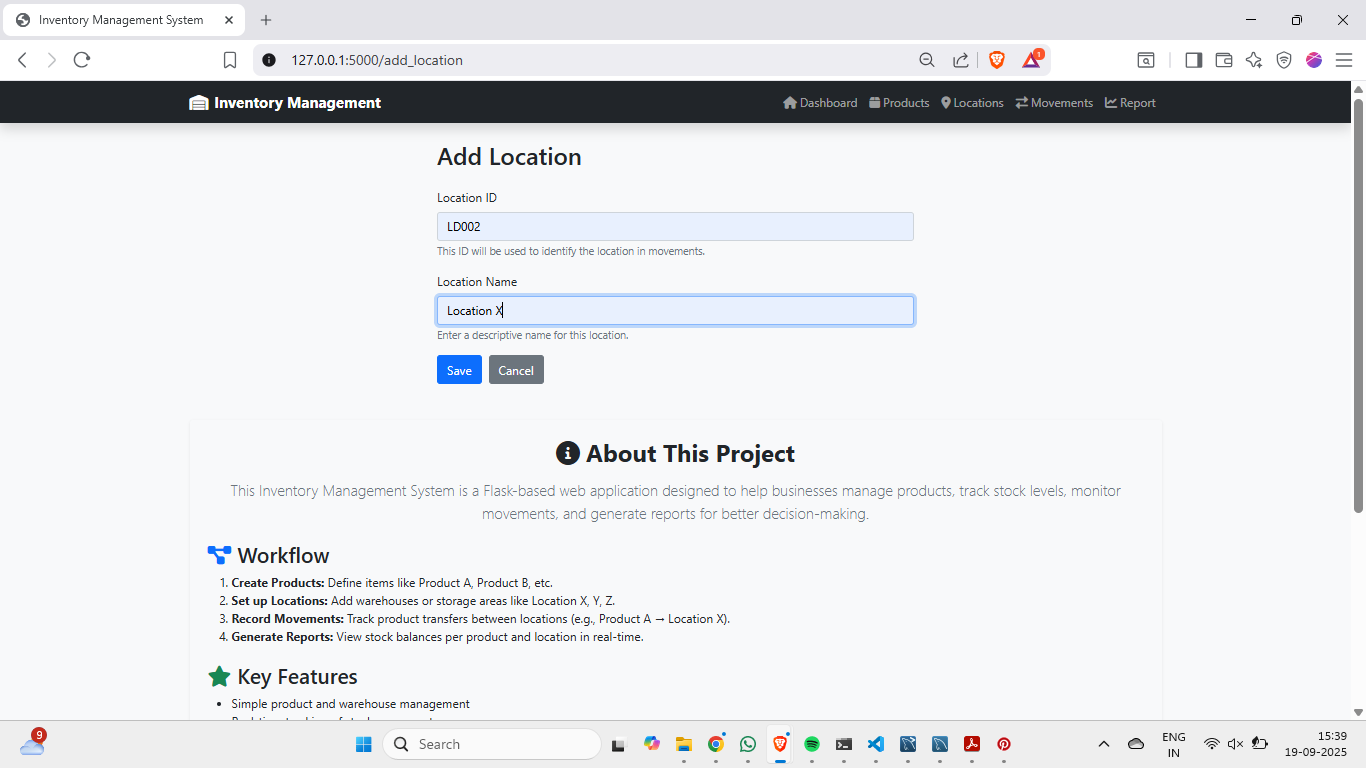 Inventory Management System
127.0.0.1:5000/add_location
1
Inventory Management
Dashboard Products Locations Movements Report
Add Location
Location ID
LD002
This ID will be used to identify the location in movements.
Location Name
Location X
Enter a descriptive name for this location.
Save Cancel
About This Project
This Inventory Management System is a Flask-based web application designed to help businesses manage products, track stock levels, monitor
movements, and generate reports for better decision-making.
Workflow
1. Create Products: Define items like Product A, Product B, etc.
2. Set up Locations: Add warehouses or storage areas like Location X, Y, Z.
3. Record Movements: Track product transfers between locations (e.g., Product A → Location X).
4. Generate Reports: View stock balances per product and location in real-time.
Key Features
• Simple product and warehouse management
9
Search
ENG
IN
15:39
19-09-2025